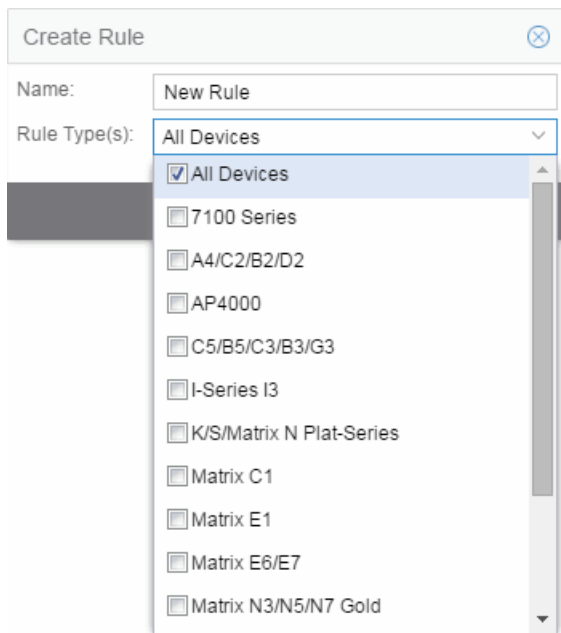 Create Rule
Name: New Rule
Rule Type(s): All Devices
All Devices
7100 Series
A4/C2/B2/D2
AP4000
C5/B5/C3/B3/G3
I-Series I3
K/S/Matrix N Plat-Series
Matrix C1
Matrix E1
Matrix E6/E7
Matrix N3/N5/N7 Gold